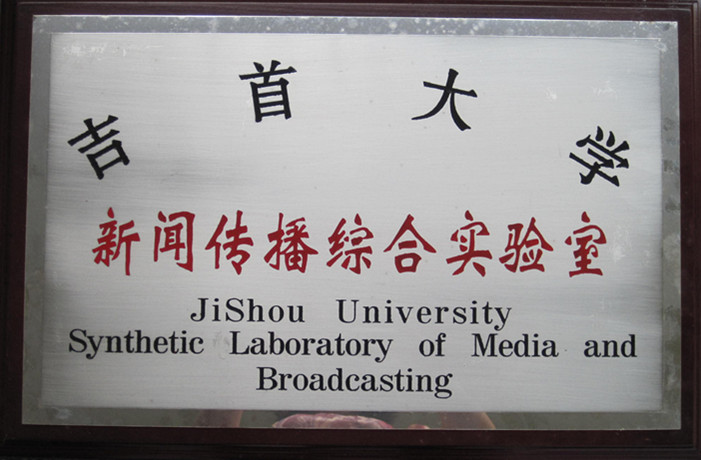 吉首大学
新闻传播综合实验室
JiShou University
Synthetic Laboratory of Media and
Broadcasting